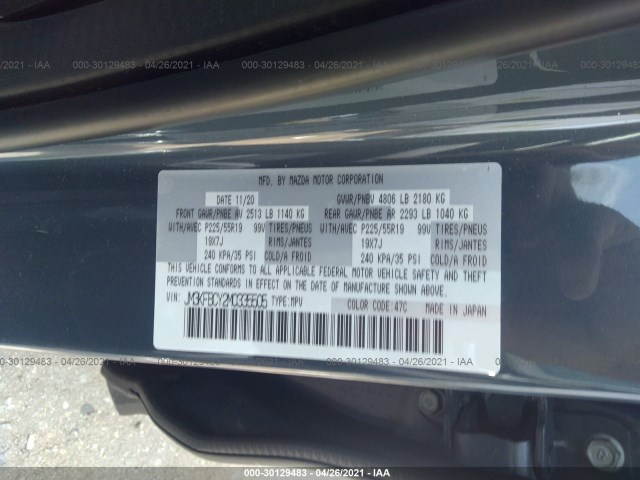 000-30129483 - 04/26/2021 - IAA
MFD. BY MAZDA MOTOR CORPORATION
DATE 11/20 GVWR/PNBV 4806 LB 2180 KG
FRONT GAWR/PNBE AV 2513 LB 1140 KG REAR GAWR/PNBE AR 2293 LB 1040 KG
WITH/AVEC P225/55R19 99V TIRES/PNEUS WITH/AVEC P225/55R19 99V TIRES/PNEUS
19X7J RIMS/JANTES 19X7J RIMS/JANTES
240 KPA/35 PSI COLD/A FROID 240 KPA/35 PSI COLD/A FROID
THIS VEHICLE CONFORMS TO ALL APPLICABLE FEDERAL MOTOR VEHICLE SAFETY AND
THEFT PREVENTION STANDARDS IN EFFECT ON THE DATE OF MANUFACTURE SHOWN ABOVE.
VIN: TYPE: MPV
COLOR CODE:47C MADE IN JAPAN
000-30129483 - 04/26/2021 - IAA